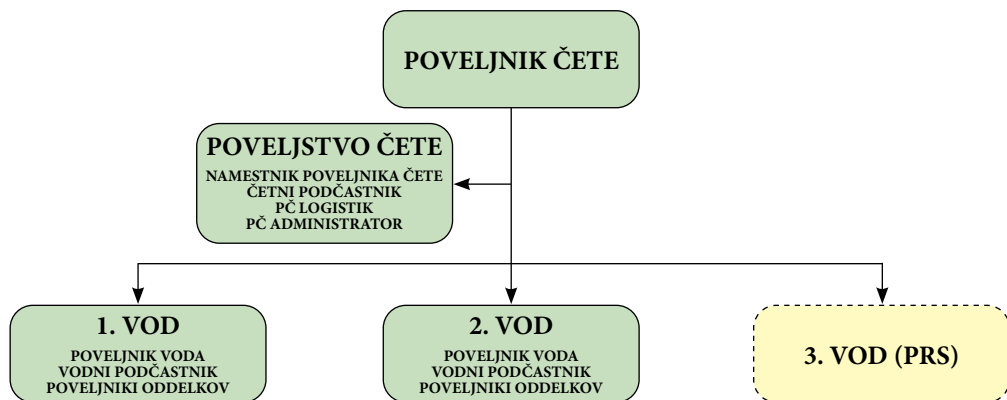 POVELJNIK ČETE
POVELJSTVO ČETE
NAMESTNIK POVELJNIKA ČETE
ČETNI PODČASTNIK
PČ LOGISTIK
PČ ADMINISTRATOR
1. VOD
POVELJNIK VODA
VODNI PODČASTNIK
POVELJNIKI ODDELKOV
2. VOD
POVELJNIK VODA
VODNI PODČASTNIK
POVELJNIKI ODDELKOV
3. VOD (PRS)